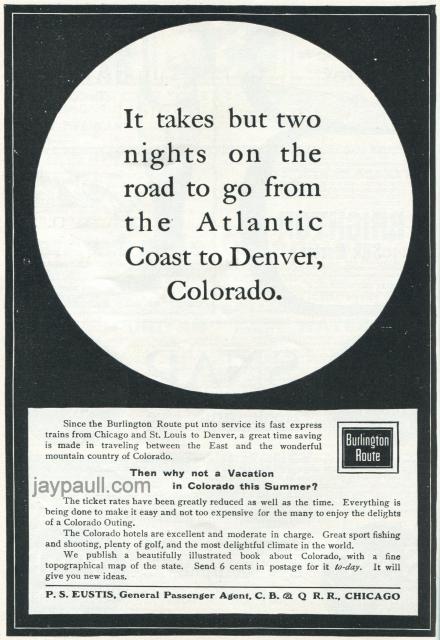 It takes but two
nights on the
road to go from
the Atlantic
Coast to Denver,
Colorado.
Since the Burlington Route put into service its fast express
trains from Chicago and St. Louis to Denver, a great time saving
is made in traveling between the East and the wonderful
mountain country of Colorado.
Burlington
Route
Then why not a Vacation
in Colorado this Summer?
jaypaull.com
The ticket rates have been greatly reduced as well as the time. Everything is
being done to make it easy and not too expensive for the many to enjoy the delights
of a Colorado Outing.
The Colorado hotels are excellent and moderate in charge. Great sport fishing
and shooting, plenty of golf, and the most delightful climate in the world.
We publish a beautifully illustrated book about Colorado, with a fine
topographical map of the state. Send 6 cents in postage for it to-day. It will
give you new ideas.
P. S. EUSTIS, General Passenger Agent, C. B. & Q R. R., CHICAGO